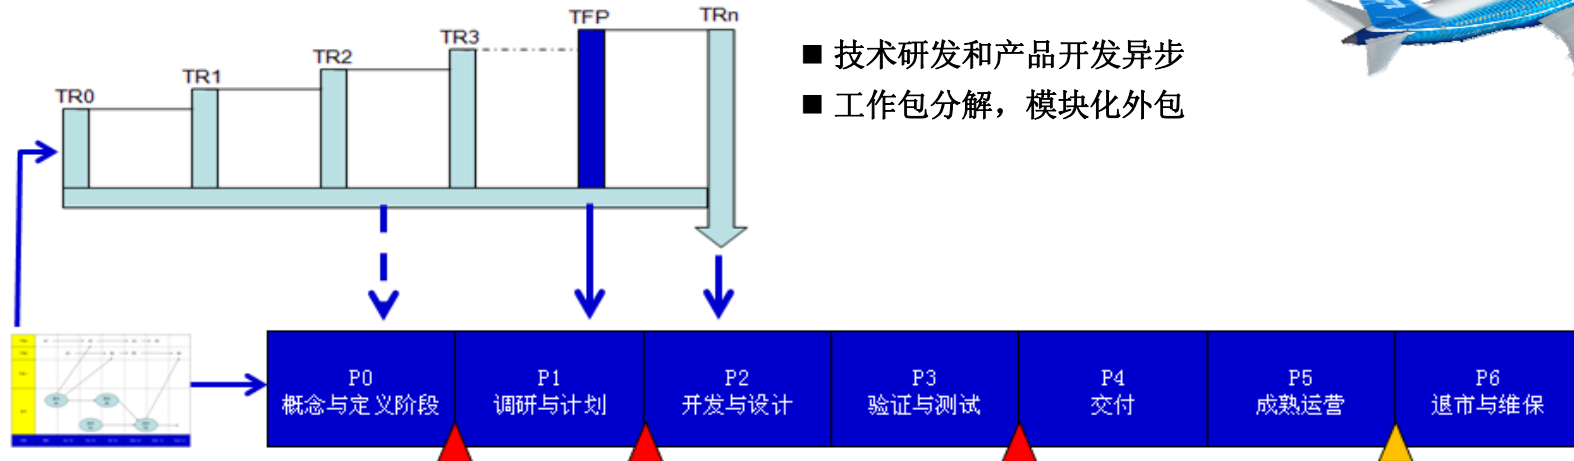 TR0
TR1
TR2
TR3
TFP
TRn
■ 技术研发和产品开发异步
■ 工作包分解，模块化外包
P0
概念与定义阶段
P1
调研与计划
P2
开发与设计
P3
验证与测试
P4
交付
P5
成熟运营
P6
退市与维保